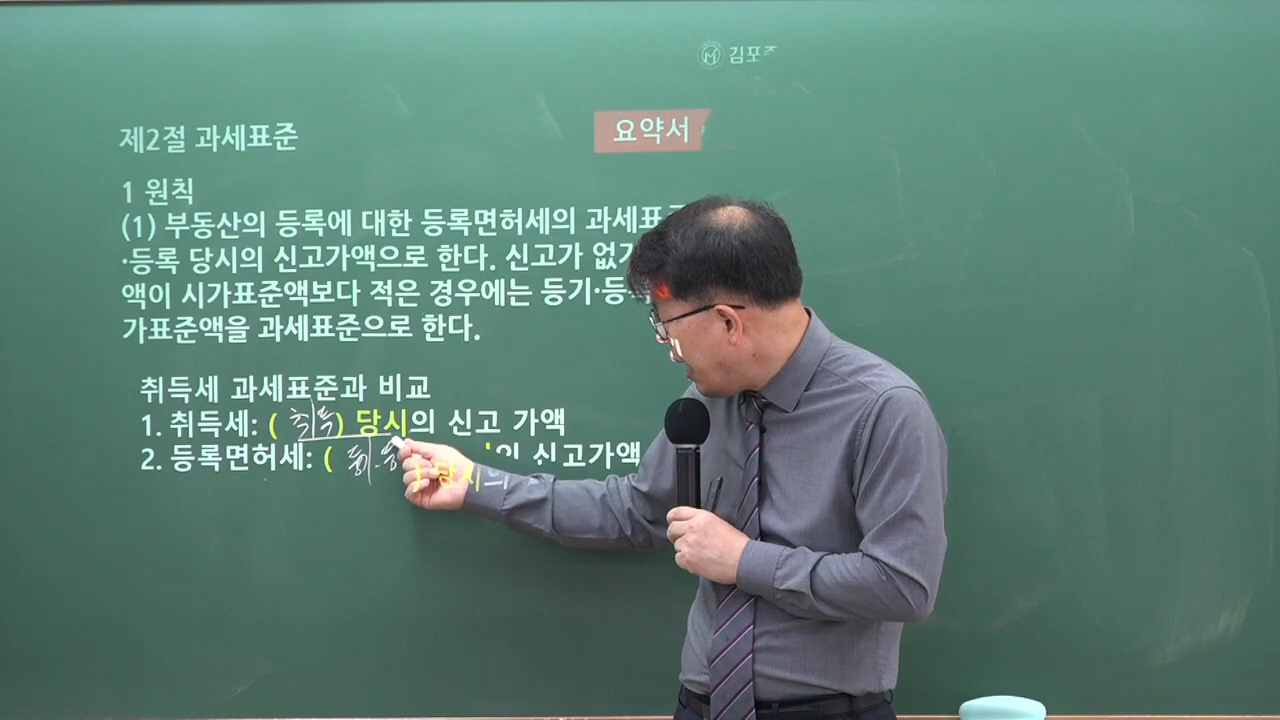 김포
제2절 과세표준
요약서
1 원칙
(1) 부동산의 등록에 대한 등록면허세의 과세표
·등록 당시의 신고가액으로 한다. 신고가 없
액이 시가표준액보다 적은 경우에는 등기·등
가표준액을 과세표준으로 한다.
취득세 과세표준과 비교
1. 취득세: ( 취득 ) 당시의 신고 가액
2. 등록면허세: ( 등기·등 ) 당시의 신고가액